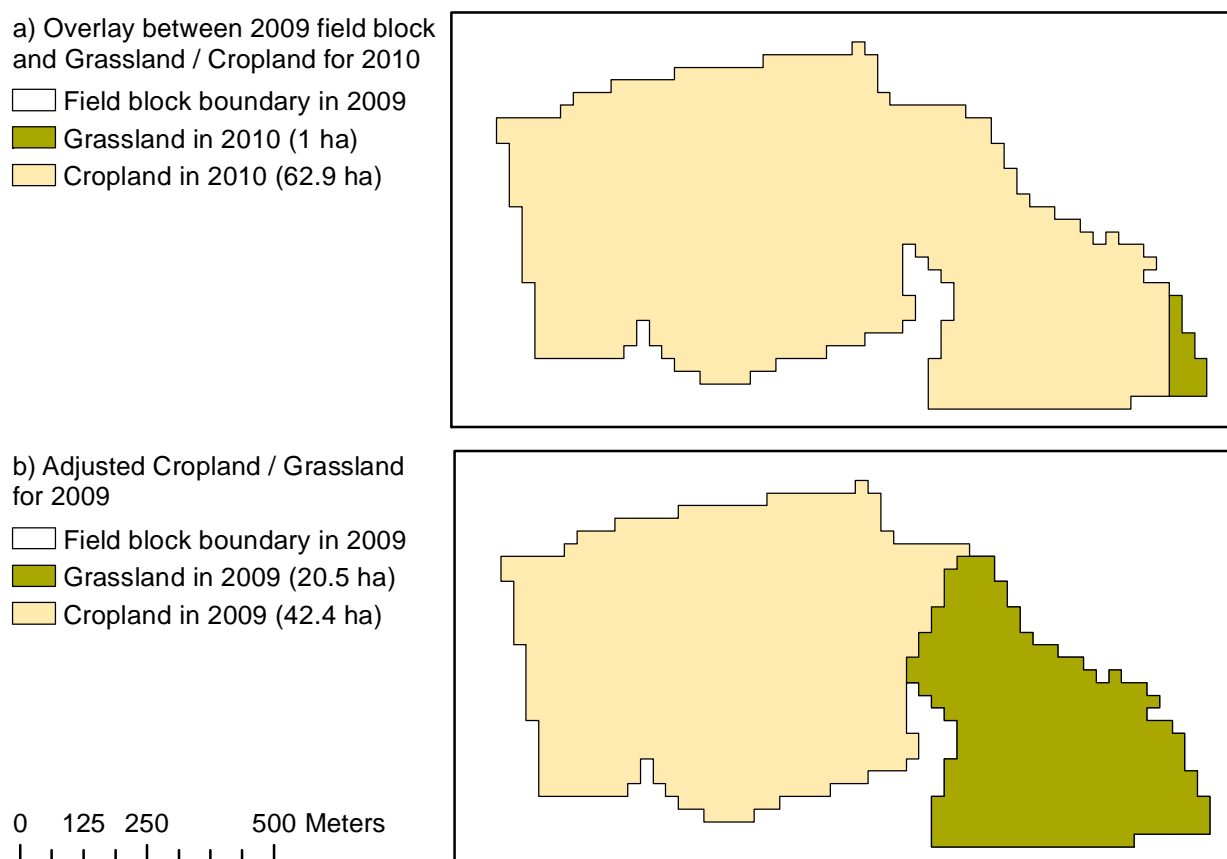 a) Overlay between 2009 field block
and Grassland / Cropland for 2010
Field block boundary in 2009
Grassland in 2010 (1 ha)
Cropland in 2010 (62.9 ha)
b) Adjusted Cropland / Grassland
for 2009
Field block boundary in 2009
Grassland in 2009 (20.5 ha)
Cropland in 2009 (42.4 ha)
0 125 250 500 Meters